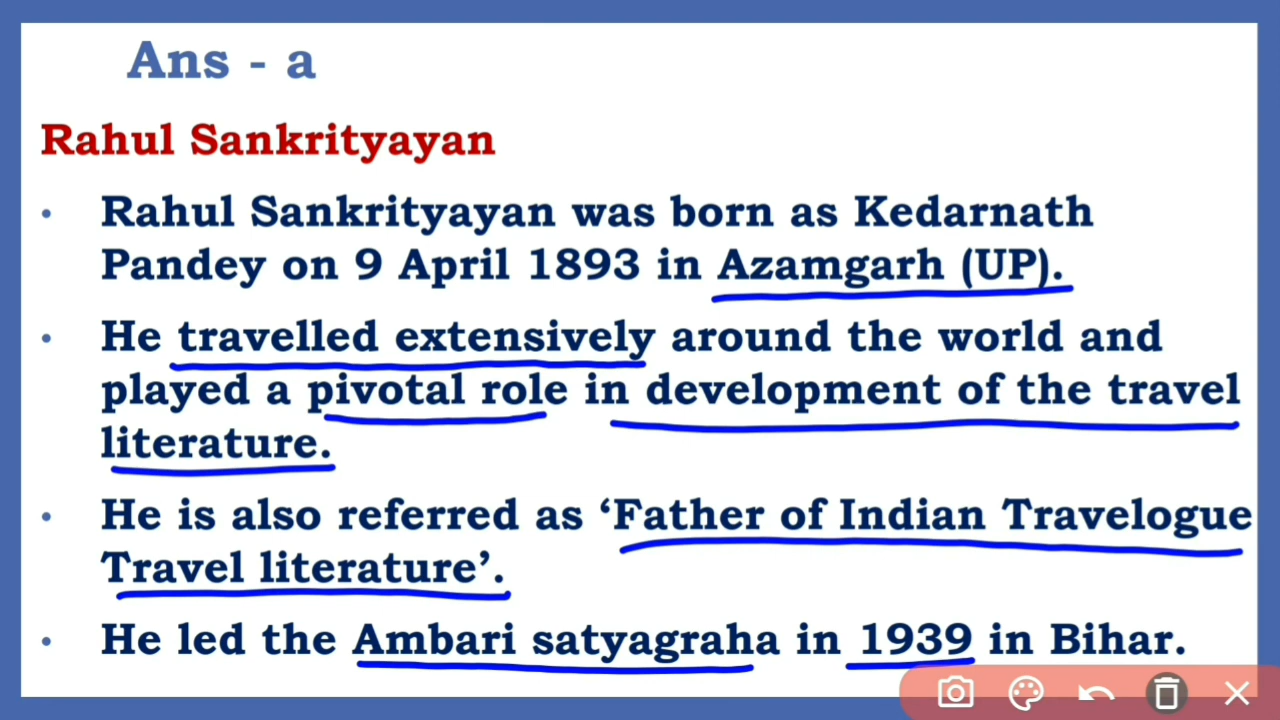 Ans - a
Rahul Sankrityayan
• Rahul Sankrityayan was born as Kedarnath
Pandey on 9 April 1893 in Azamgarh (UP).
• He travelled extensively around the world and
played a pivotal role in development of the travel
literature.
• He is also referred as ‘Father of Indian Travelogue
Travel literature’.
• He led the Ambari satyagraha in 1939 in Bihar.